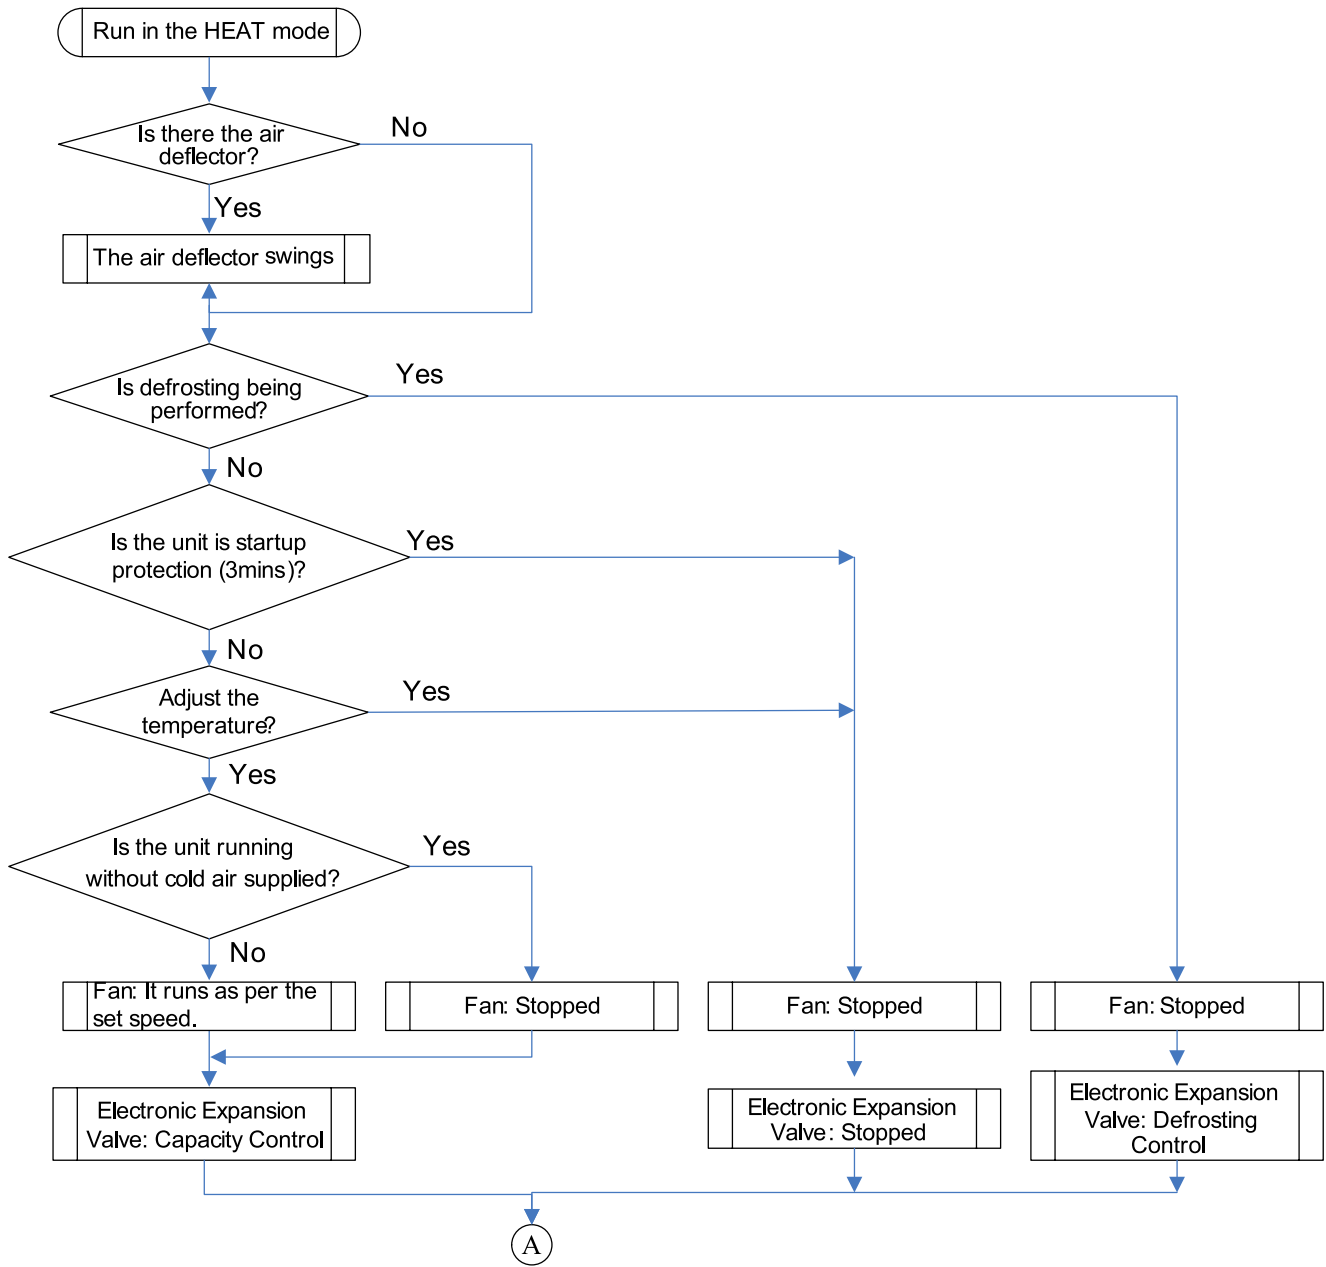 Run in the HEAT mode
Is there the air
deflector?
No
Yes
The air deflector swings
Is defrosting being
performed?
Yes
No
Is the unit is startup
protection (3mins)?
Yes
No
Adjust the
temperature?
Yes
Yes
Is the unit running
without cold air supplied?
Yes
No
Fan: It runs as per the
set speed.
Fan: Stopped
Fan: Stopped
Fan: Stopped
Electronic Expansion
Valve: Capacity Control
Electronic Expansion
Valve: Stopped
Electronic Expansion
Valve: Defrosting
Control
A